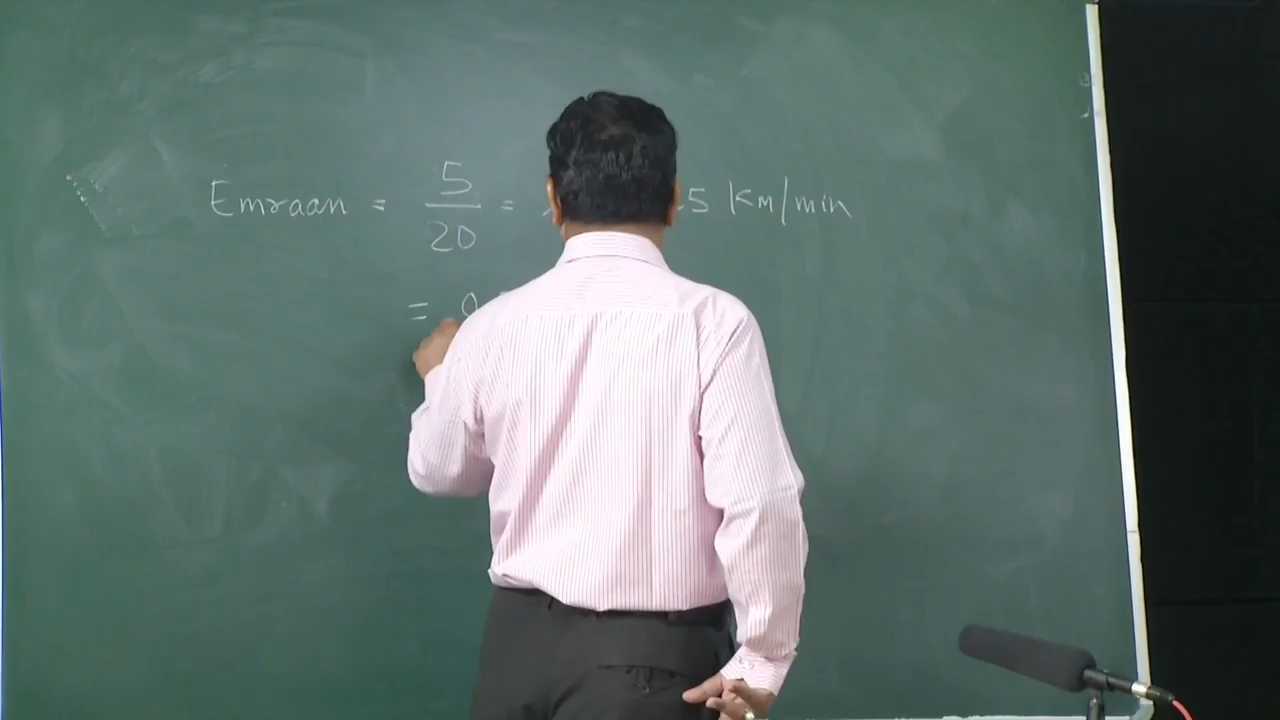 Emraan = 5/20 = .5 Km/min
= 0